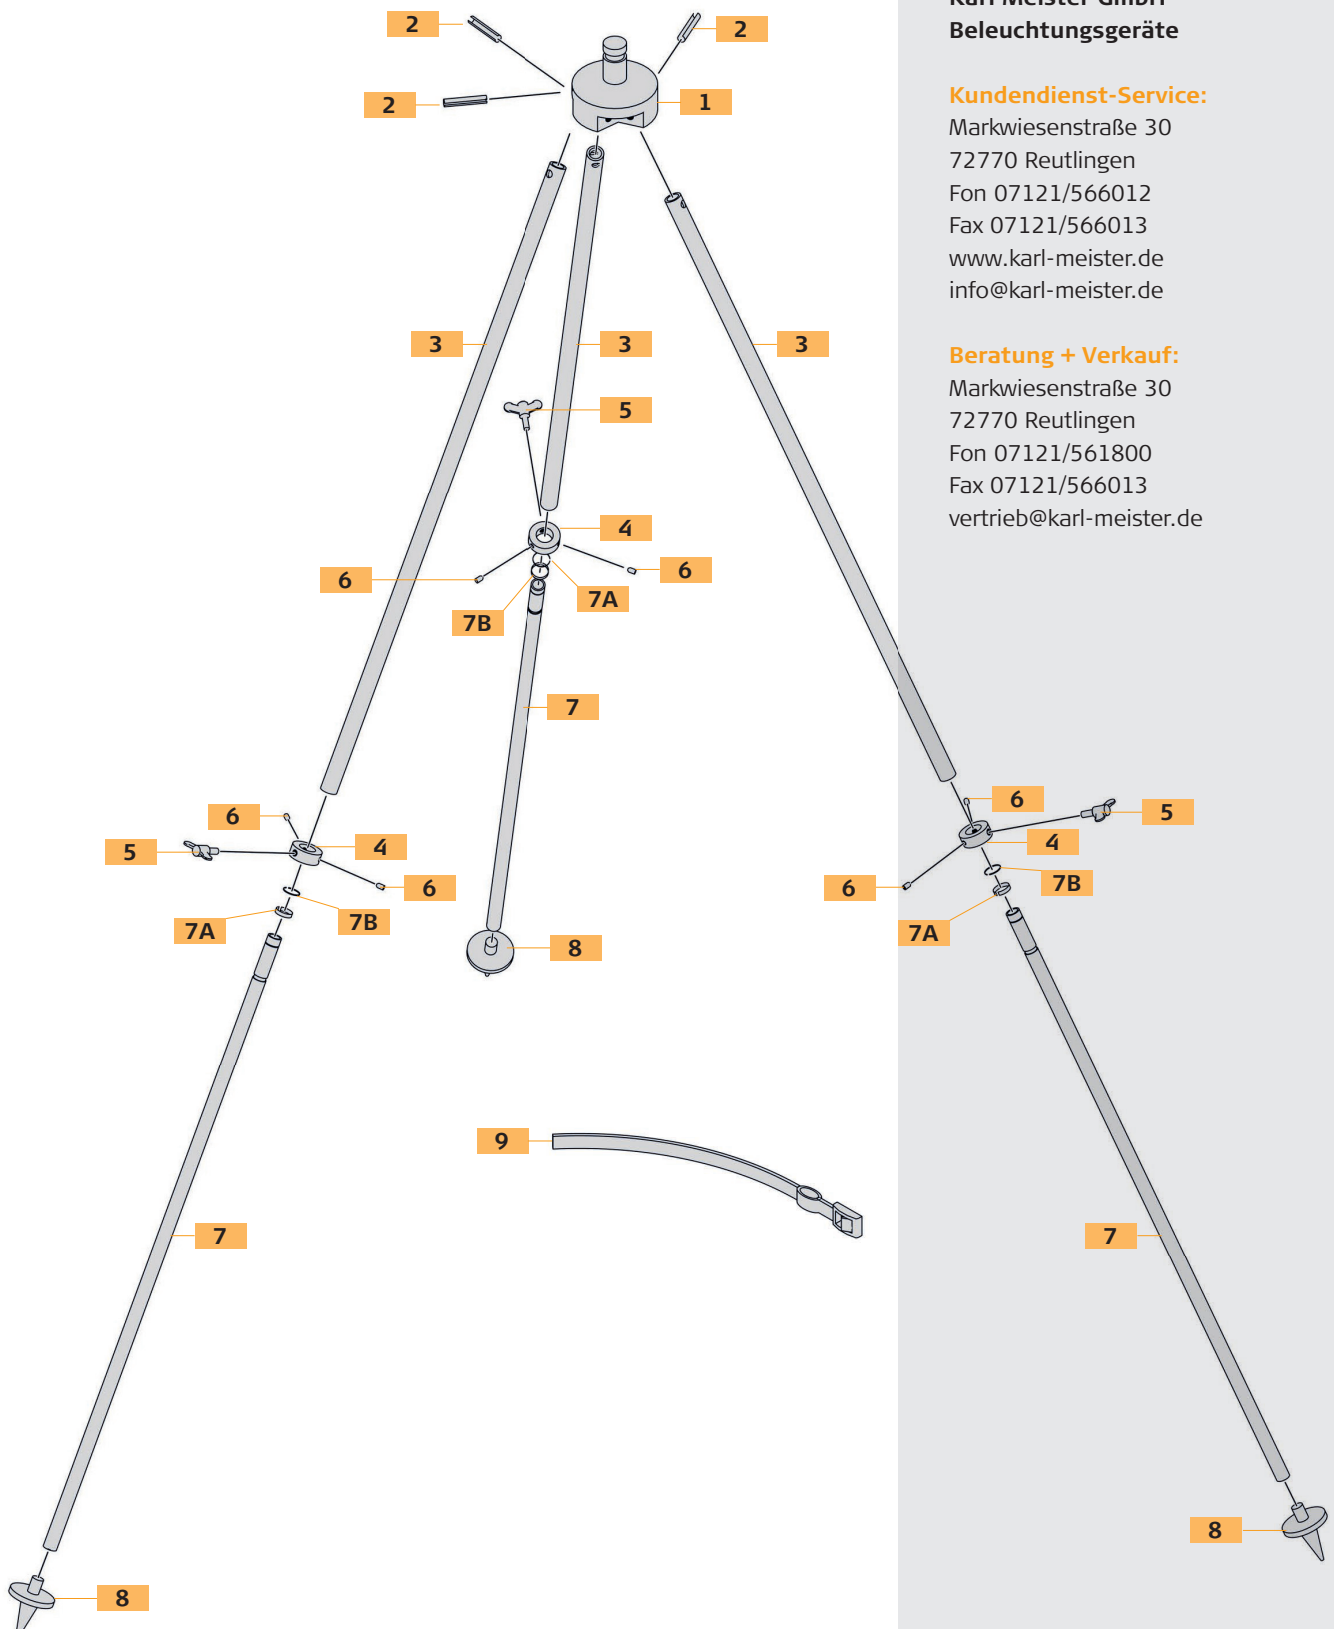 2
2
2
1
3
3
3
5
4
6
6
7A
7B
7
6
5
4
6
7B
7A
8
6
5
4
6
7B
7A
9
7
7
8
8
Karl Meister GmbH
Beleuchtungsgeräte
Kundendienst-Service:
Markwiesenstraße 30
72770 Reutlingen
Fon 07121/566012
Fax 07121/566013
www.karl-meister.de
info@karl-meister.de
Beratung + Verkauf:
Markwiesenstraße 30
72770 Reutlingen
Fon 07121/561800
Fax 07121/566013
vertrieb@karl-meister.de